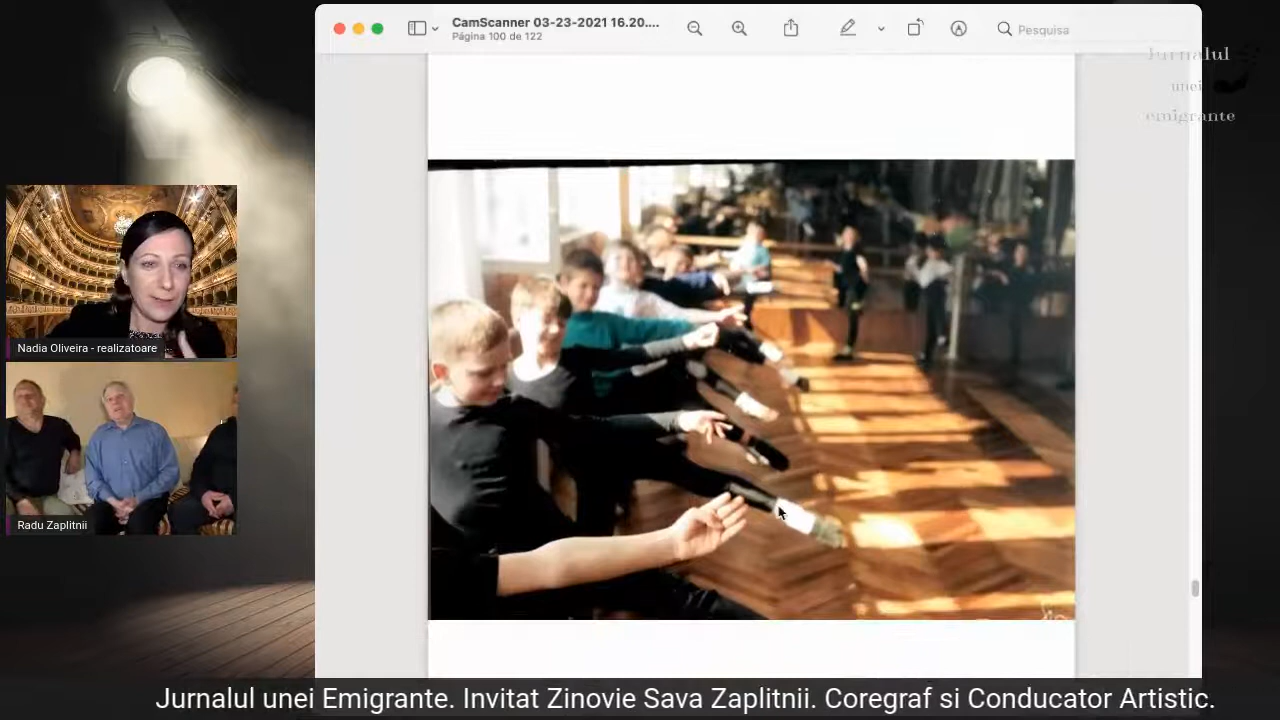 CamScanner 03-23-2021 16.20....
Página 100 de 122
Pesquisa
Jurnalul
unei
emigrante
Nadia Oliveira - realizatoare
Radu Zaplitnii
Jurnalul unei Emigrante. Invitat Zinovie Sava Zaplitnii. Coregraf si Conducator Artistic.